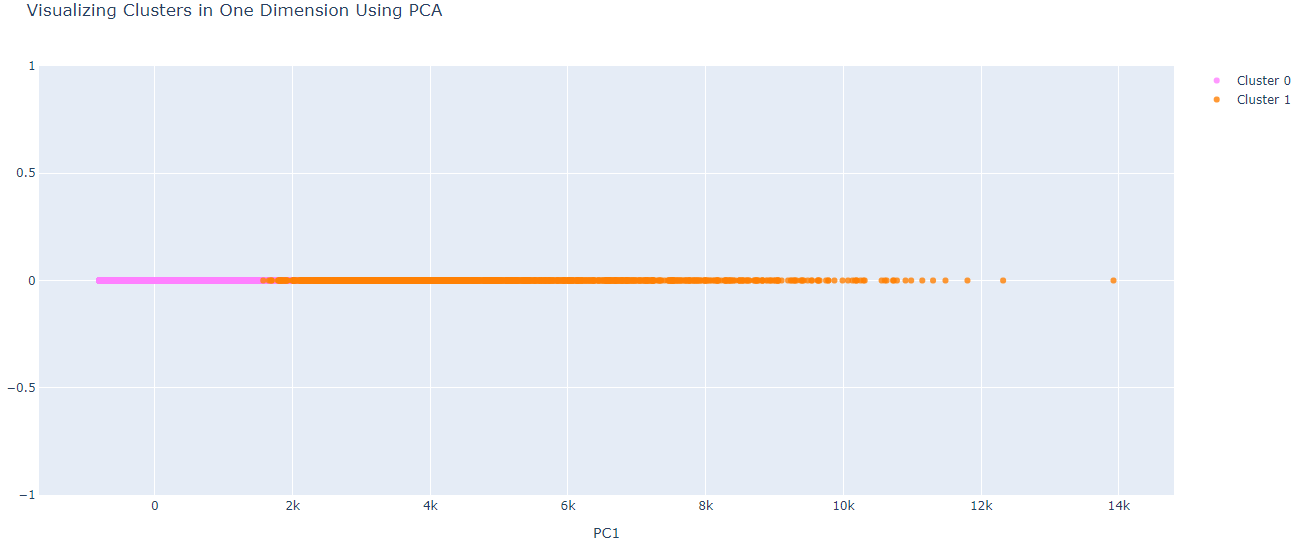 Visualizing Clusters in One Dimension Using PCA
Cluster 0
Cluster 1
1
0.5
0
−0.5
−1
0
2k
4k
6k
8k
10k
12k
14k
PC1